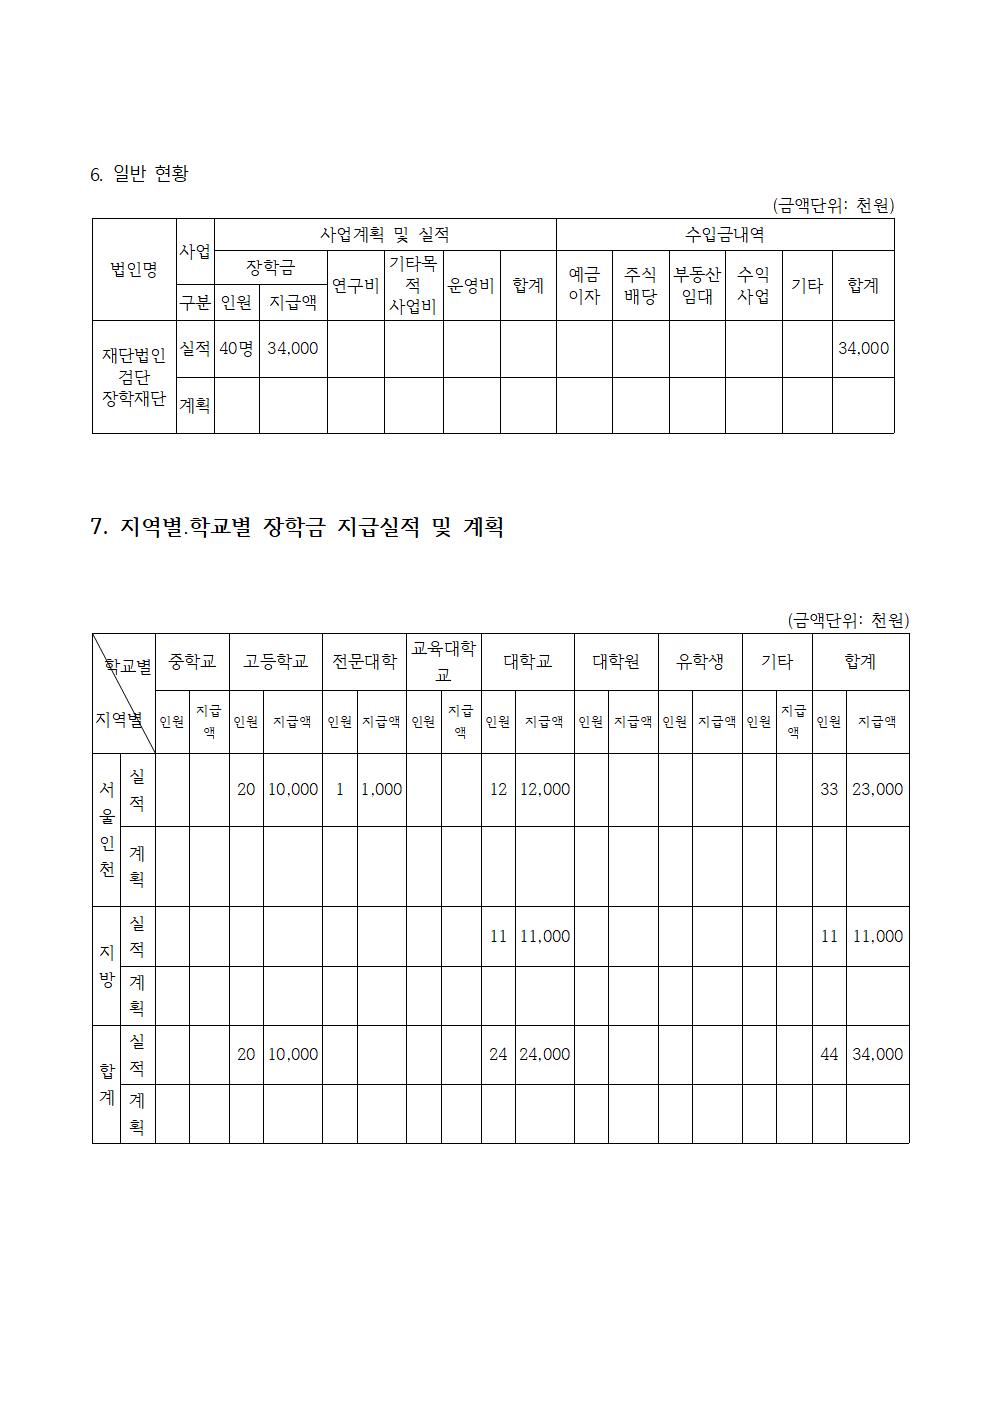 6. 일반 현황
(금액단위: 천원)
법인명 사업 사업계획 및 실적 수입금내역
장학금 연구비 기타목적 사업비 운영비 합계 예금이자 주식배당 부동산임대 수익사업 기타 합계
구분 인원 지급액
재단법인 검단 장학재단 실적 40명 34,000 34,000
계획
7. 지역별.학교별 장학금 지급실적 및 계획
(금액단위: 천원)
학교별 중학교 고등학교 전문대학 교육대학교 대학교 대학원 유학생 기타 합계
지역별 인원 지급액 인원 지급액 인원 지급액 인원 지급액 인원 지급액 인원 지급액 인원 지급액 인원 지급액 인원 지급액
서울인천 실적 20 10,000 1 1,000 12 12,000 33 23,000
계획
지방 실적 11 11,000 11 11,000
계획
합계 실적 20 10,000 24 24,000 44 34,000
계획